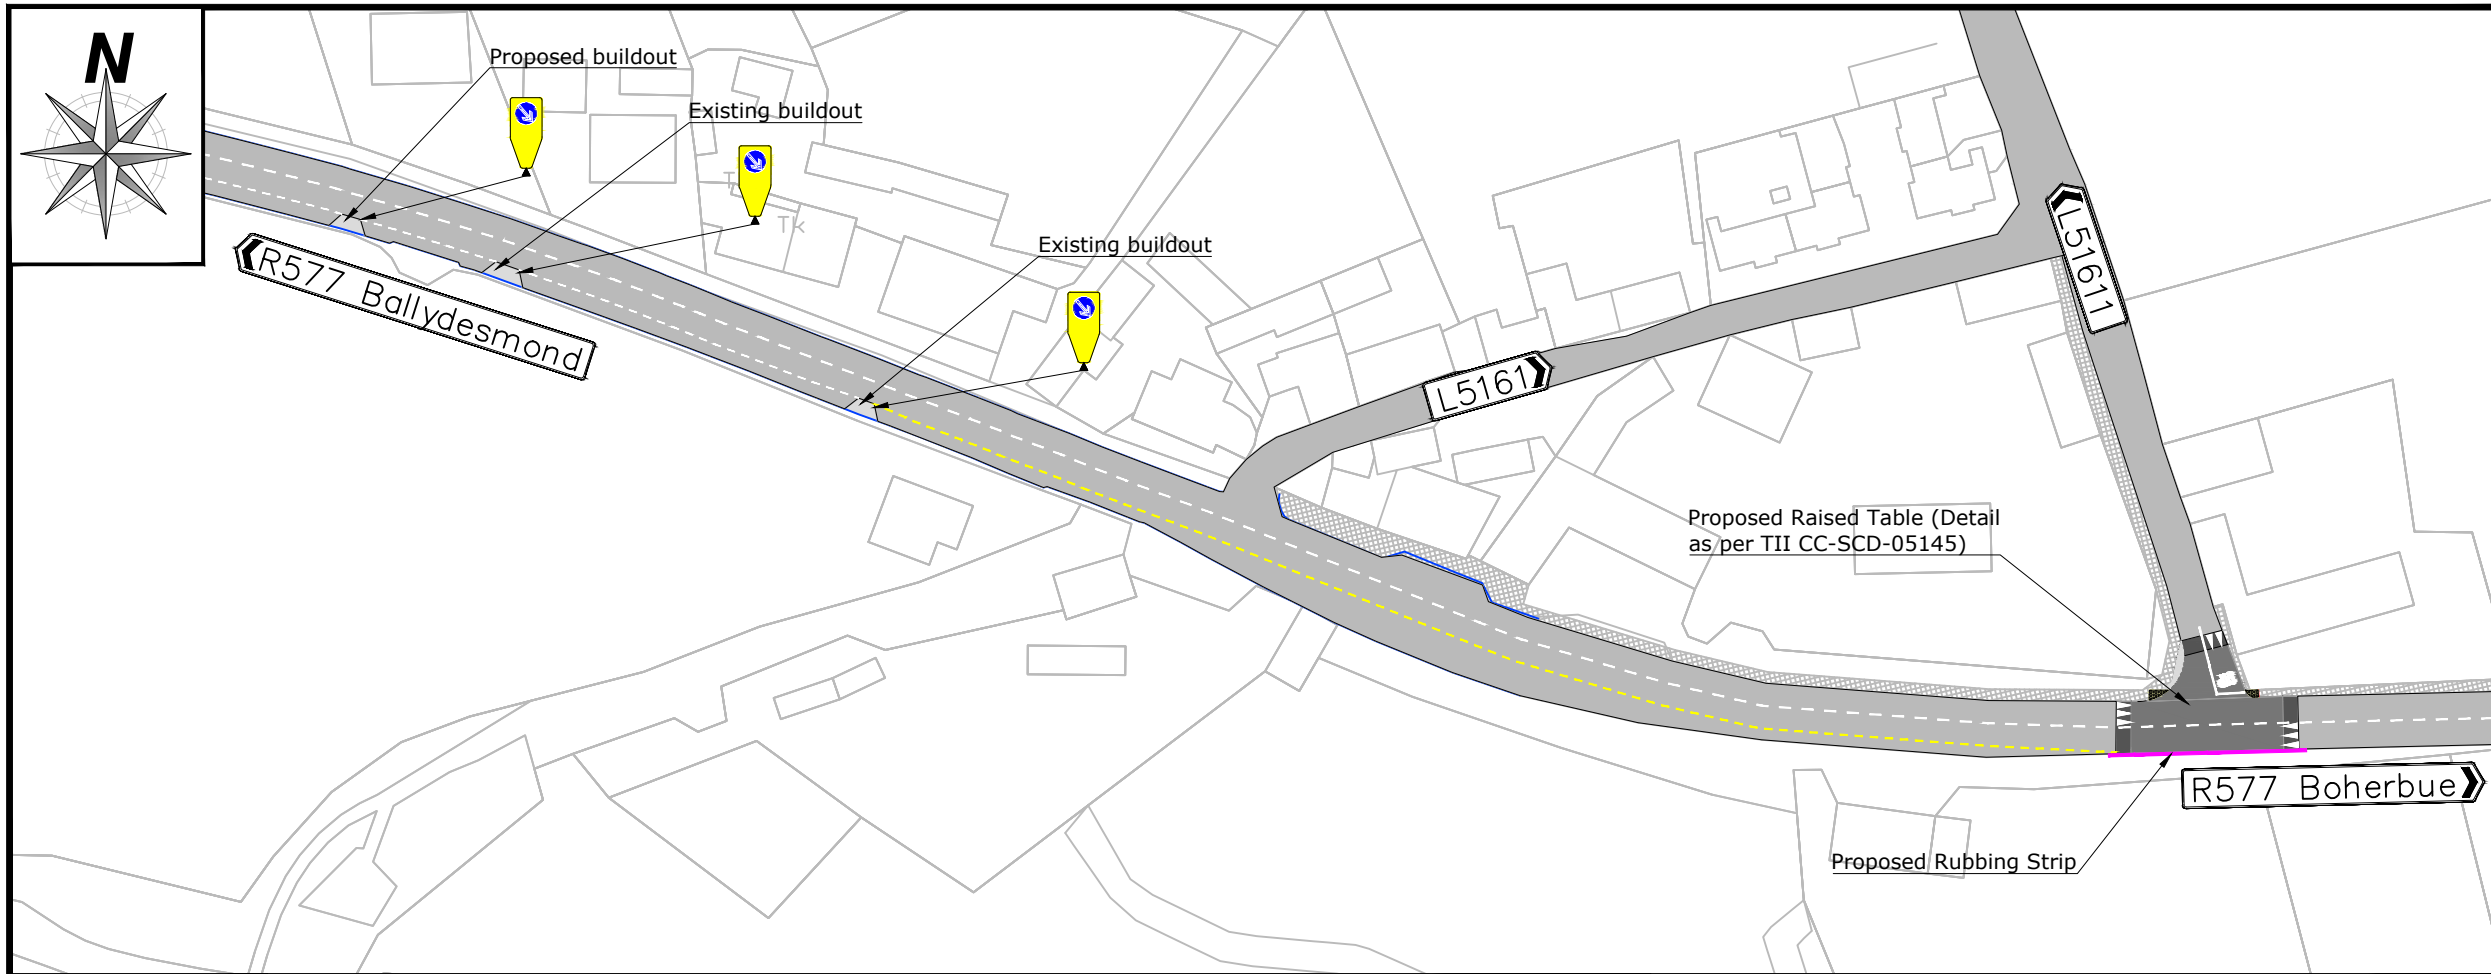 N
Proposed buildout
Existing buildout
T
Tk
Existing buildout
R577 Ballydesmond
L5161
L51611
Proposed Raised Table (Detail
as per TII CC-SCD-05145)
R577 Boherbue
Proposed Rubbing Strip